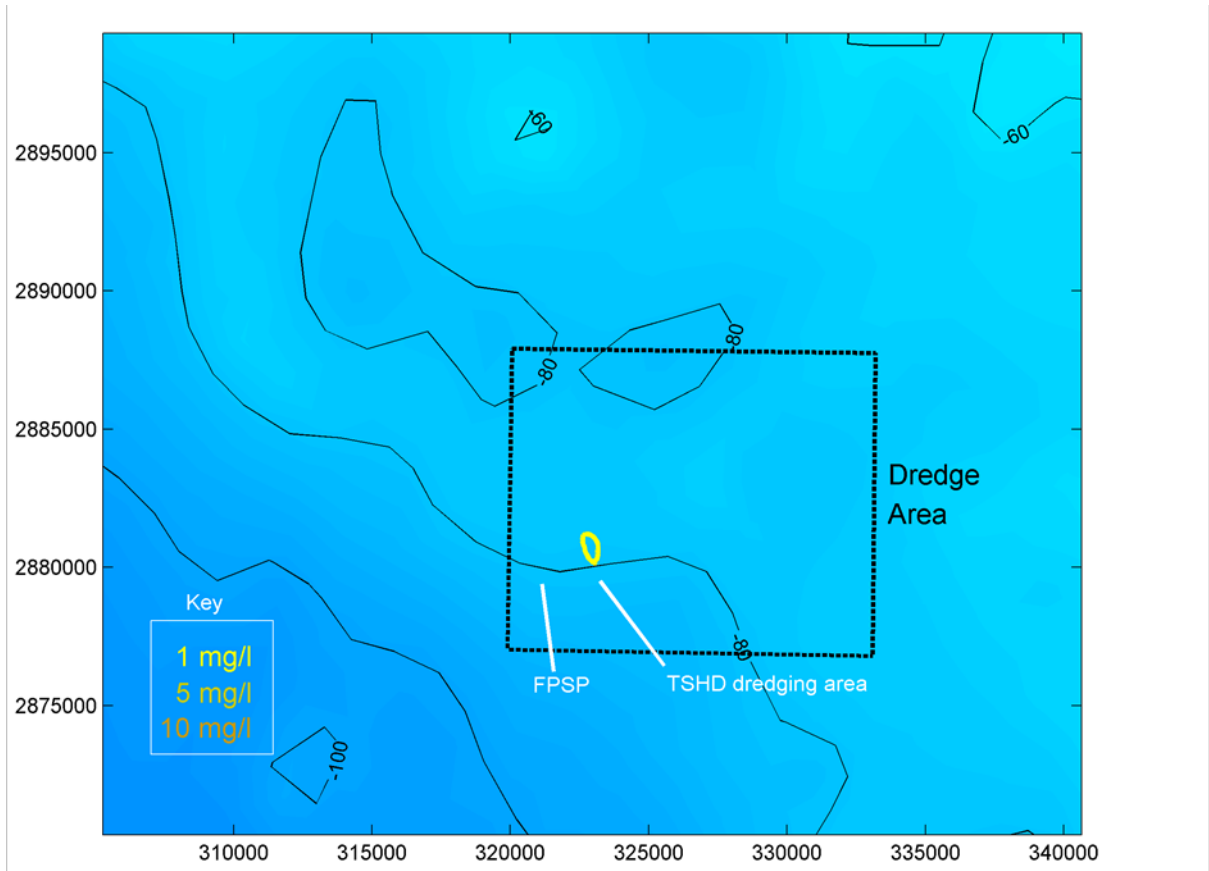 2895000
2890000
2885000
2880000
2875000
310000
315000
320000
325000
330000
335000
340000
-60
-60
-80
-80
-80
-100
Dredge
Area
Key
1 mg/l
5 mg/l
10 mg/l
FPSP
TSHD dredging area